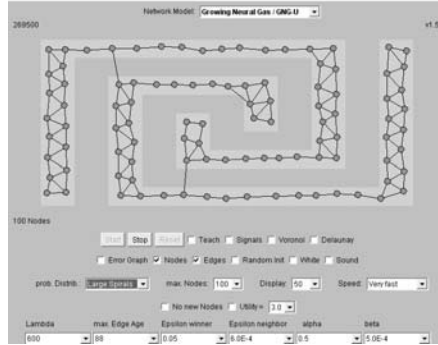 Network Model: Growing Neural Gas / GNG-U
269500 v1.5
100 Nodes
Start Stop Reset Teach Signals Voronoi Delaunay
Error Graph Nodes Edges Random Init White Sound
prob. Distrib.: Large Spirals max. Nodes: 100 Display: 50 Speed: Very fast
No new Nodes Utility = 3.0
Lambda max. Edge Age Epsilon winner Epsilon neighbor alpha beta
600 88 0.05 6.0E-4 0.5 5.0E-4